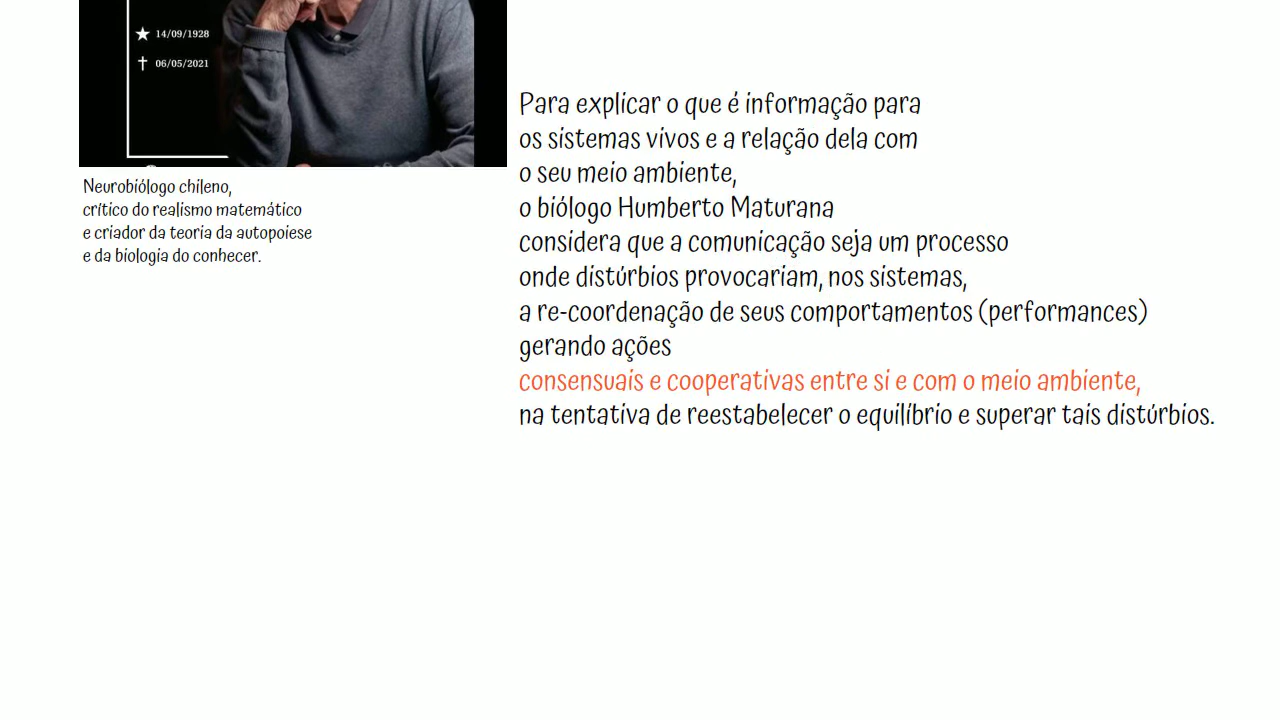 14/09/1928
06/05/2021
Neurobiólogo chileno,
crítico do realismo matemático
e criador da teoria da autopoiese
e da biologia do conhecer.
Para explicar o que é informação para
os sistemas vivos e a relação dela com
o seu meio ambiente,
o biólogo Humberto Maturana
considera que a comunicação seja um processo
onde distúrbios provocariam, nos sistemas,
a re-coordenação de seus comportamentos (performances)
gerando ações
consensuais e cooperativas entre si e com o meio ambiente,
na tentativa de reestabelecer o equilíbrio e superar tais distúrbios.